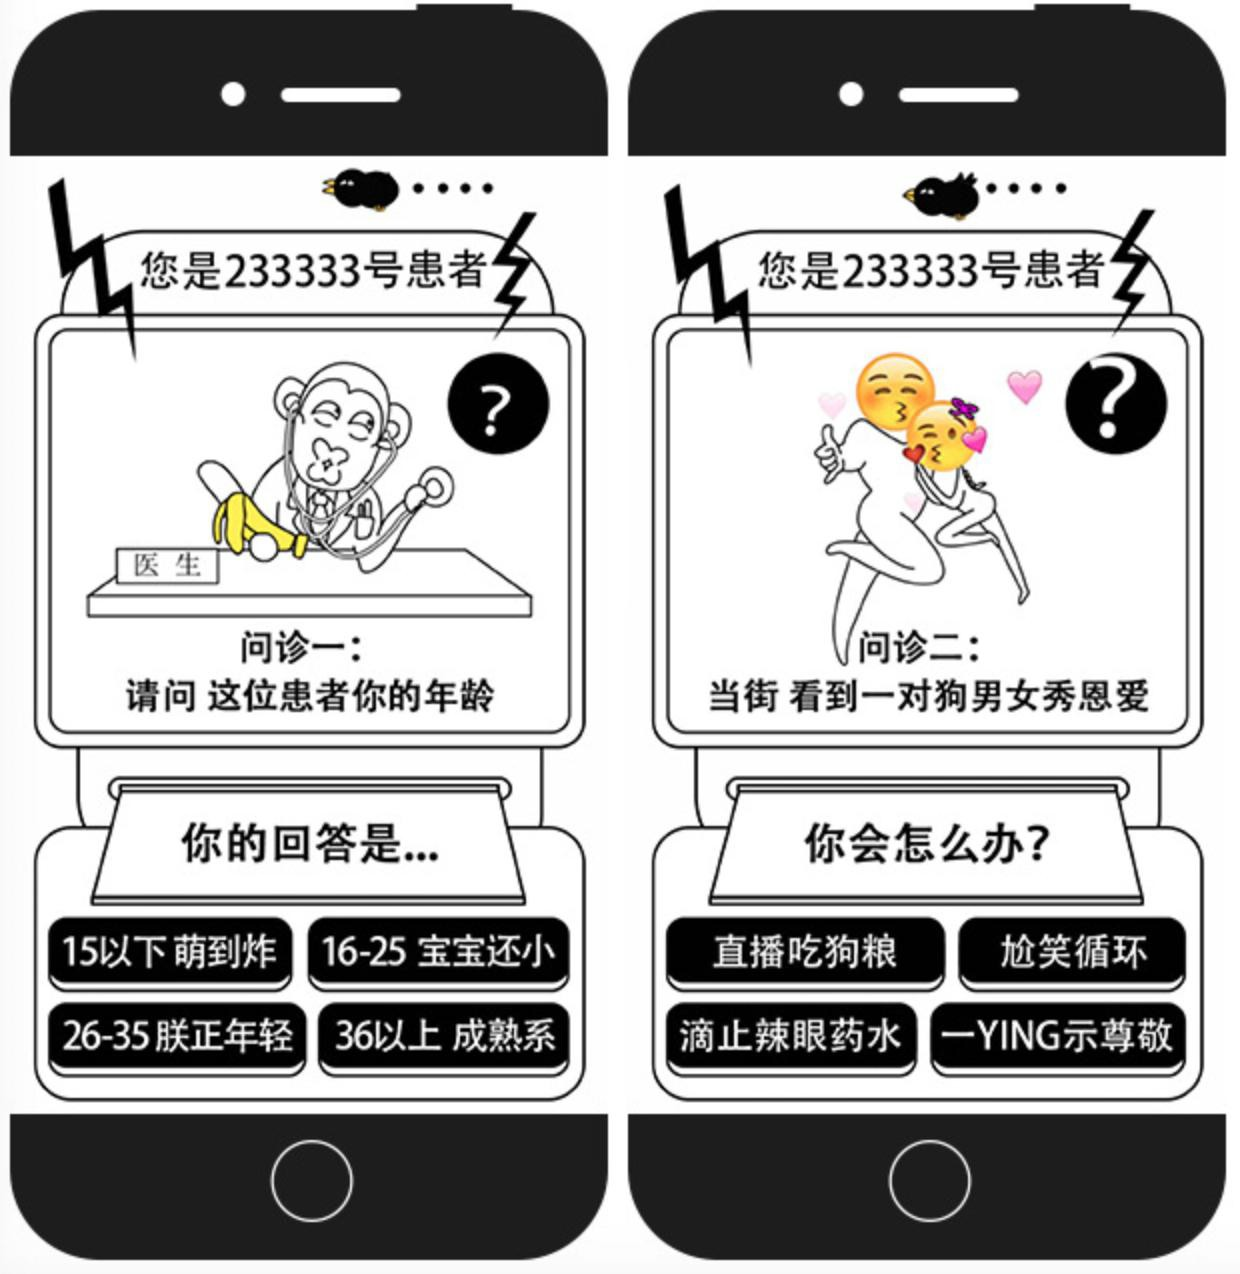 您是233333号患者
?
医生
问诊一：
请问 这位患者你的年龄
你的回答是...
15以下 萌到炸
16-25 宝宝还小
26-35 朕正年轻
36以上 成熟系
您是233333号患者
?
问诊二：
当街 看到一对狗男女秀恩爱
你会怎么办?
直播吃狗粮
尬笑循环
滴止辣眼药水
一YING示尊敬